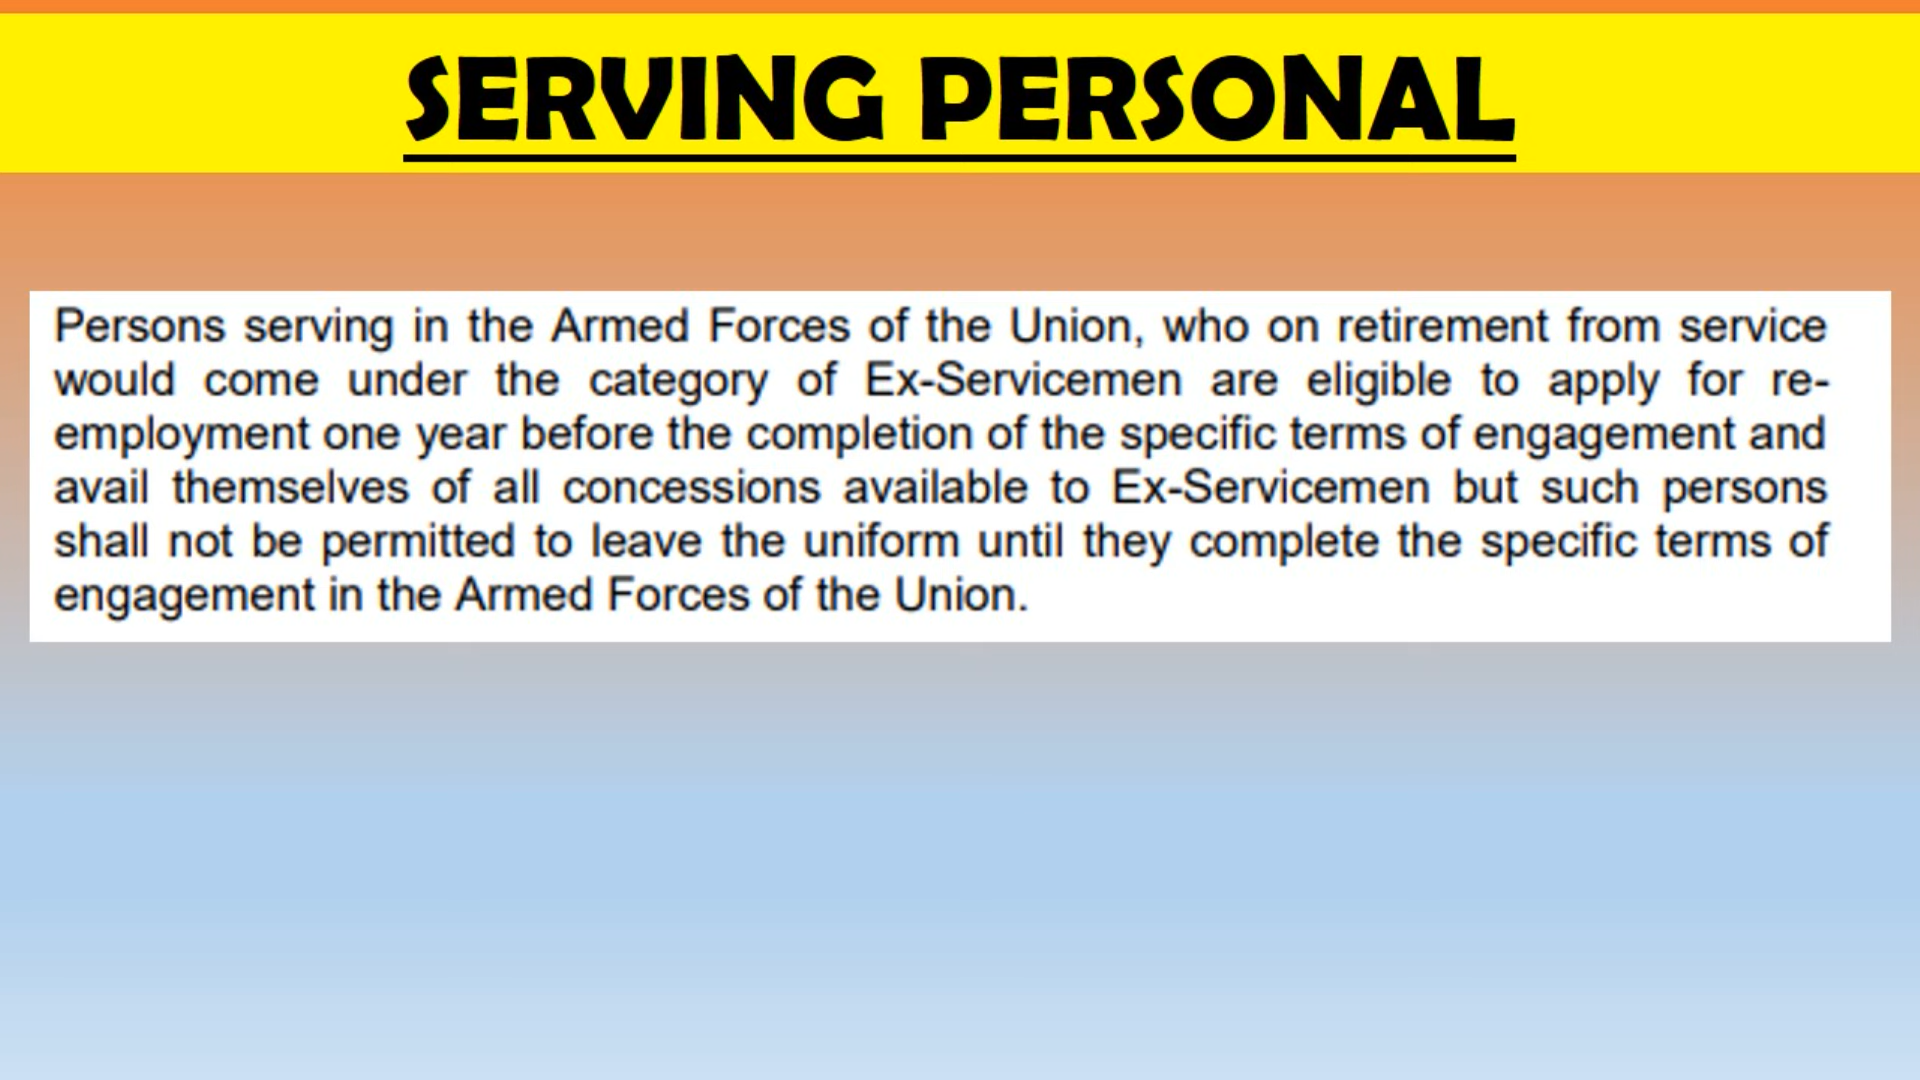 SERVING PERSONAL
Persons serving in the Armed Forces of the Union, who on retirement from service
would come under the category of Ex-Servicemen are eligible to apply for re-
employment one year before the completion of the specific terms of engagement and
avail themselves of all concessions available to Ex-Servicemen but such persons
shall not be permitted to leave the uniform until they complete the specific terms of
engagement in the Armed Forces of the Union.